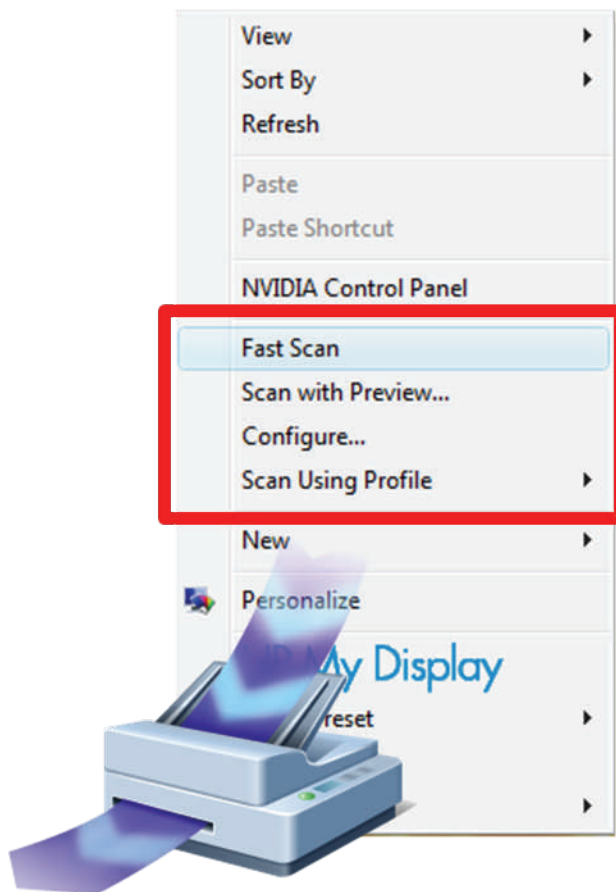 View
Sort By
Refresh
Paste
Paste Shortcut
NVIDIA Control Panel
Fast Scan
Scan with Preview...
Configure...
Scan Using Profile
New
Personalize
My Display